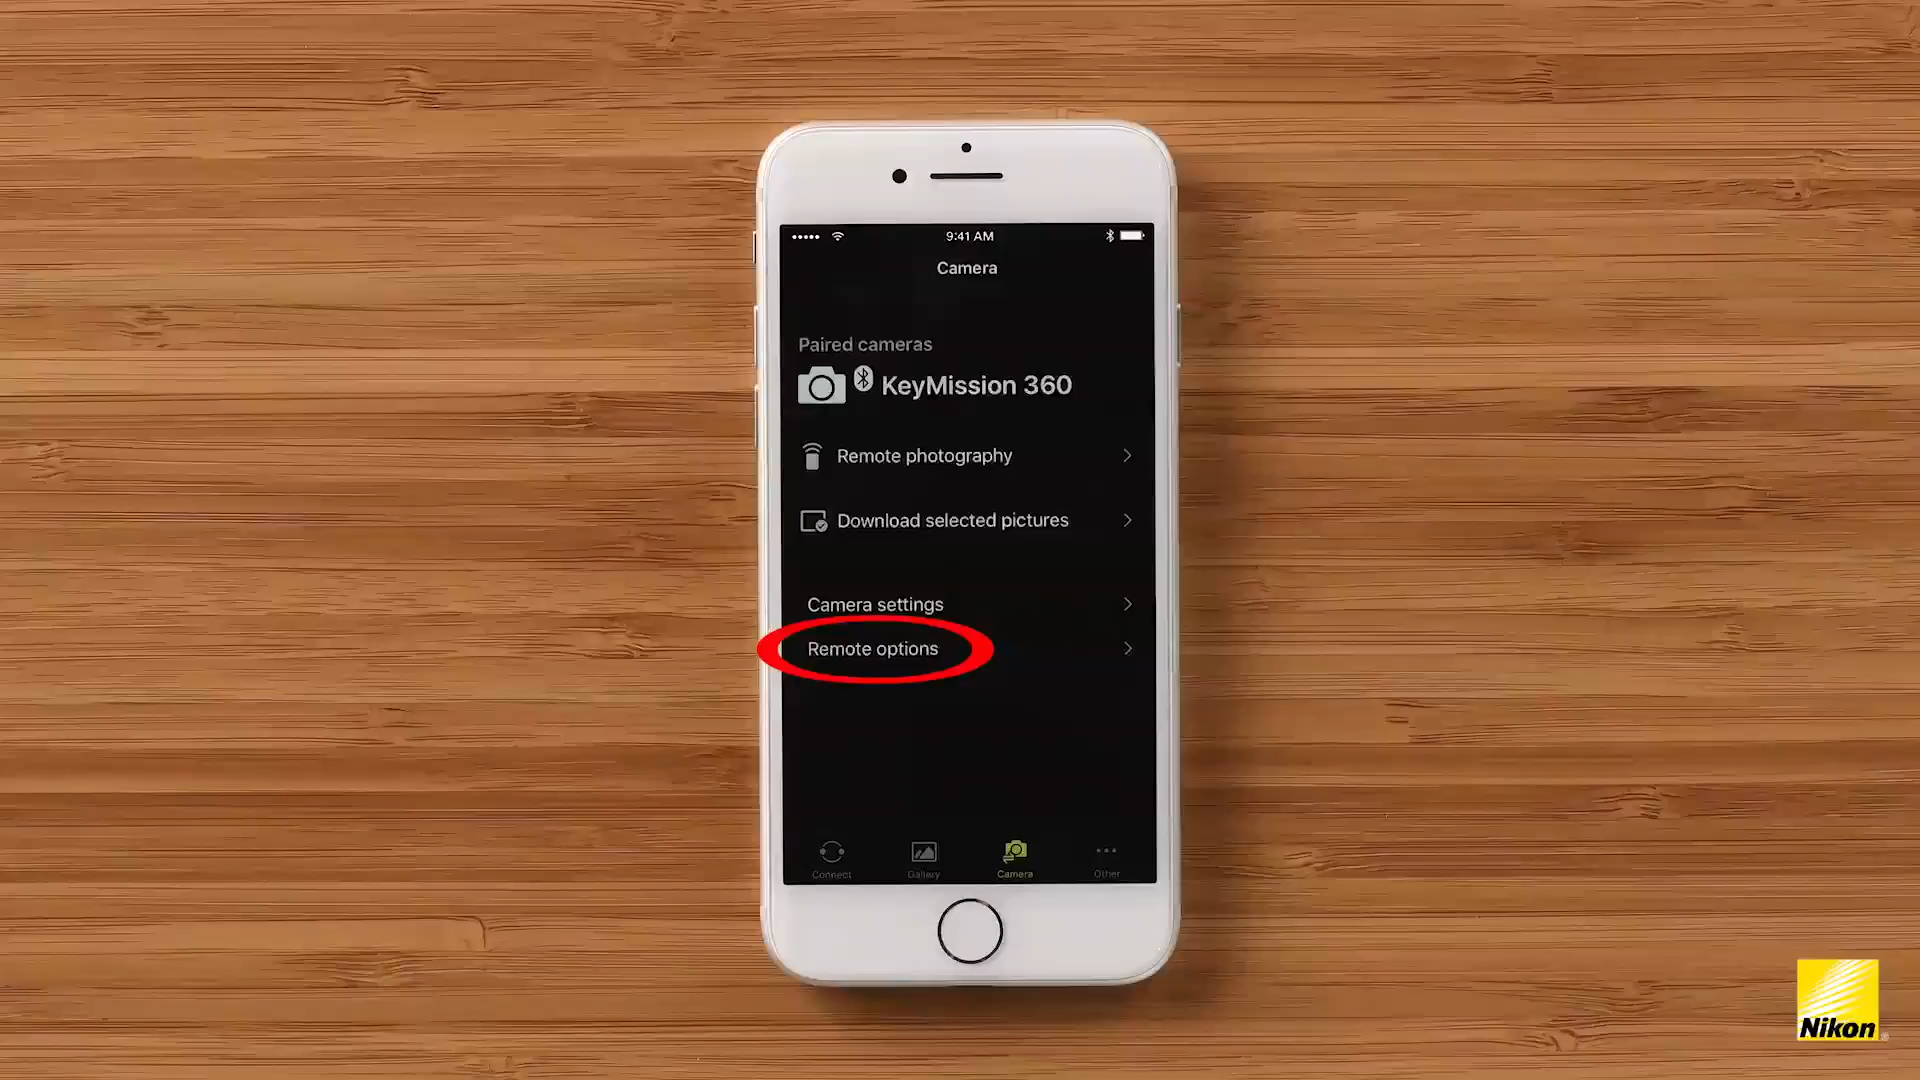 9:41 AM
Camera
Paired cameras
KeyMission 360
Remote photography
Download selected pictures
Camera settings
Remote options
Connect
Gallery
Camera
Other
Nikon